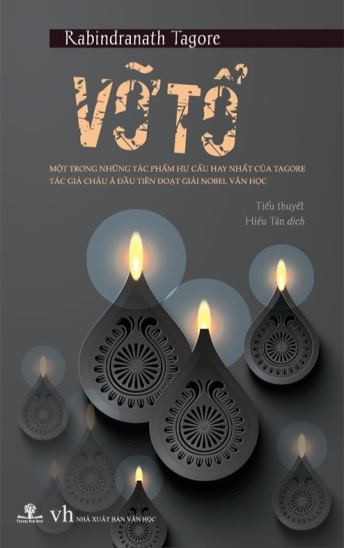 Rabindranath Tagore
VỠ TỔ
MỘT TRONG NHỮNG TÁC PHẨM HƯ CẤU HAY NHẤT CỦA TAGORE
TÁC GIẢ CHÂU Á ĐẦU TIÊN ĐOẠT GIẢI NOBEL VĂN HỌC
Tiểu thuyết
Hiếu Tân dịch
vh NHÀ XUẤT BẢN VĂN HỌC